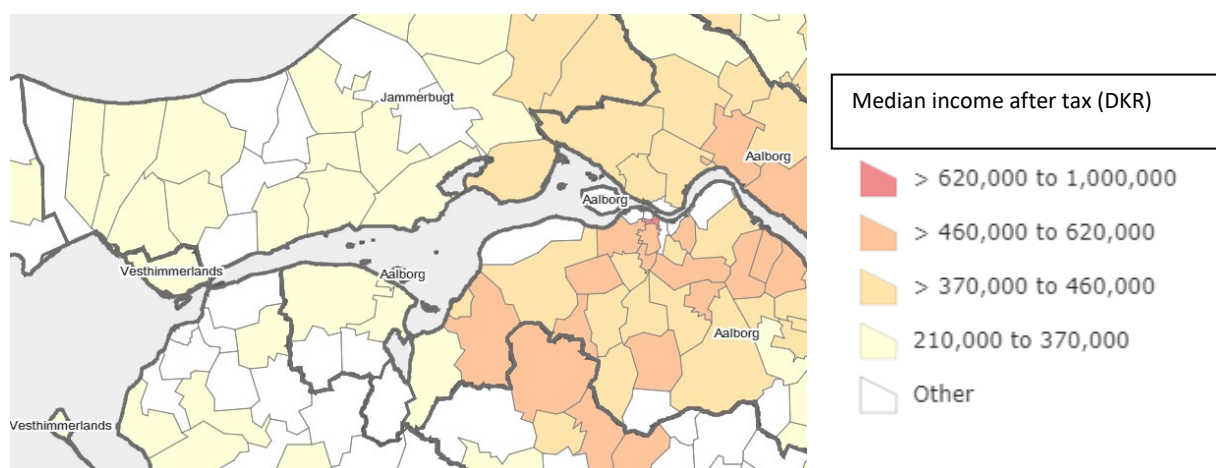 Jammerbugt
Aalborg
Aalborg
Vesthimmerlands
Aalborg
Aalborg
Vesthimmerlands
Median income after tax (DKR)
> 620,000 to 1,000,000
> 460,000 to 620,000
> 370,000 to 460,000
210,000 to 370,000
Other